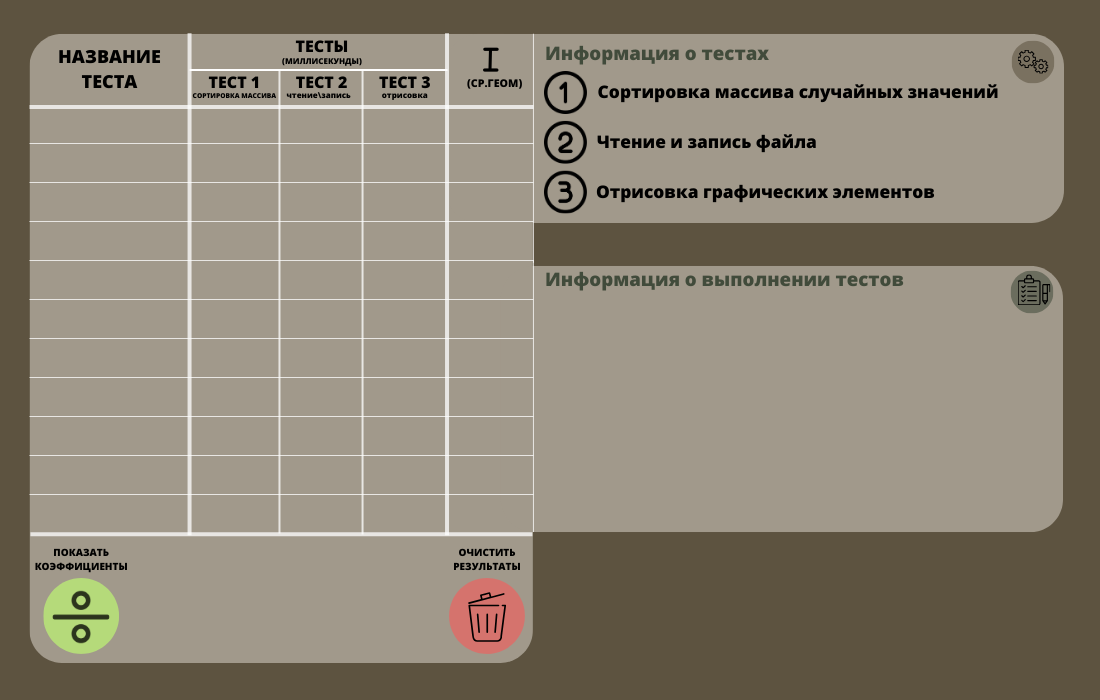 НАЗВАНИЕ
ТЕСТА
ТЕСТЫ
(МИЛЛИСЕКУНДЫ)
ТЕСТ 1
СОРТИРОВКА МАССИВА
ТЕСТ 2
чтение\запись
ТЕСТ 3
отрисовка
I
(СР.ГЕОМ)
Информация о тестах
1 Сортировка массива случайных значений
2 Чтение и запись файла
3 Отрисовка графических элементов
Информация о выполнении тестов
ПОКАЗАТЬ
КОЭФФИЦИЕНТЫ
ОЧИСТИТЬ
РЕЗУЛЬТАТЫ